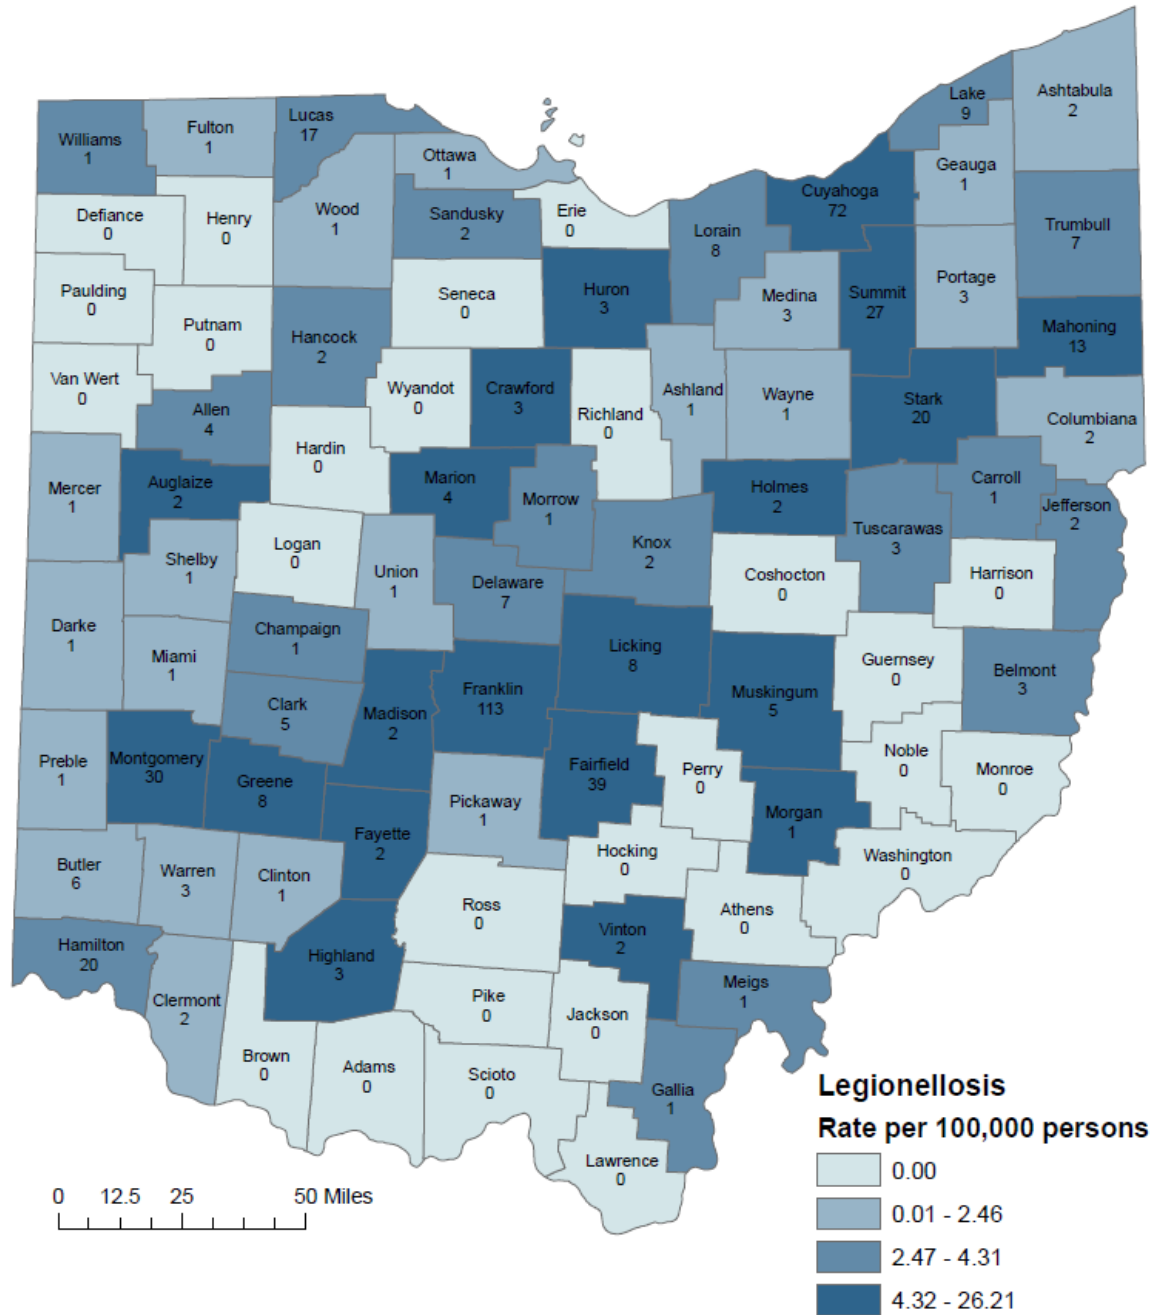 Williams
1
Fulton
1
Lucas
17
Ottawa
1
Lake
9
Ashtabula
2
Geauga
1
Cuyahoga
72
Defiance
0
Henry
0
Wood
1
Sandusky
2
Erie
0
Lorain
8
Trumbull
7
Paulding
0
Putnam
0
Hancock
2
Seneca
0
Huron
3
Medina
3
Summit
27
Portage
3
Mahoning
13
Van Wert
0
Allen
4
Wyandot
0
Crawford
3
Richland
0
Ashland
1
Wayne
1
Stark
20
Columbiana
2
Hardin
0
Mercer
1
Auglaize
2
Marion
4
Morrow
1
Holmes
2
Carroll
1
Jefferson
2
Tuscarawas
3
Shelby
1
Logan
0
Union
1
Delaware
7
Knox
2
Coshocton
0
Harrison
0
Darke
1
Miami
1
Champaign
1
Licking
8
Guernsey
0
Belmont
3
Clark
5
Madison
2
Franklin
113
Muskingum
5
Preble
1
Montgomery
30
Greene
8
Fairfield
39
Perry
0
Noble
0
Monroe
0
Pickaway
1
Morgan
1
Fayette
2
Butler
6
Warren
3
Clinton
1
Hocking
0
Washington
0
Ross
0
Athens
0
Hamilton
20
Highland
3
Vinton
2
Meigs
1
Clermont
2
Pike
0
Jackson
0
Brown
0
Adams
0
Scioto
0
Gallia
1
Lawrence
0
0 12.5 25 50 Miles
Legionellosis
Rate per 100,000 persons
0.00
0.01 - 2.46
2.47 - 4.31
4.32 - 26.21